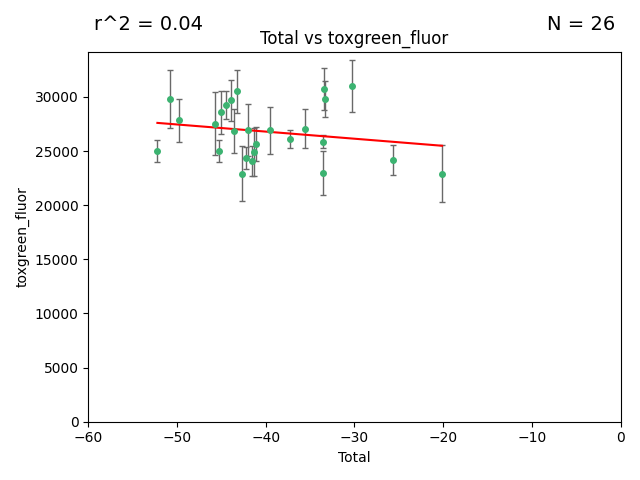 r^2 = 0.04
N = 26
Total vs toxgreen_fluor
toxgreen_fluor
30000
25000
20000
15000
10000
5000
0
−60
−50
−40
−30
−20
−10
0
Total